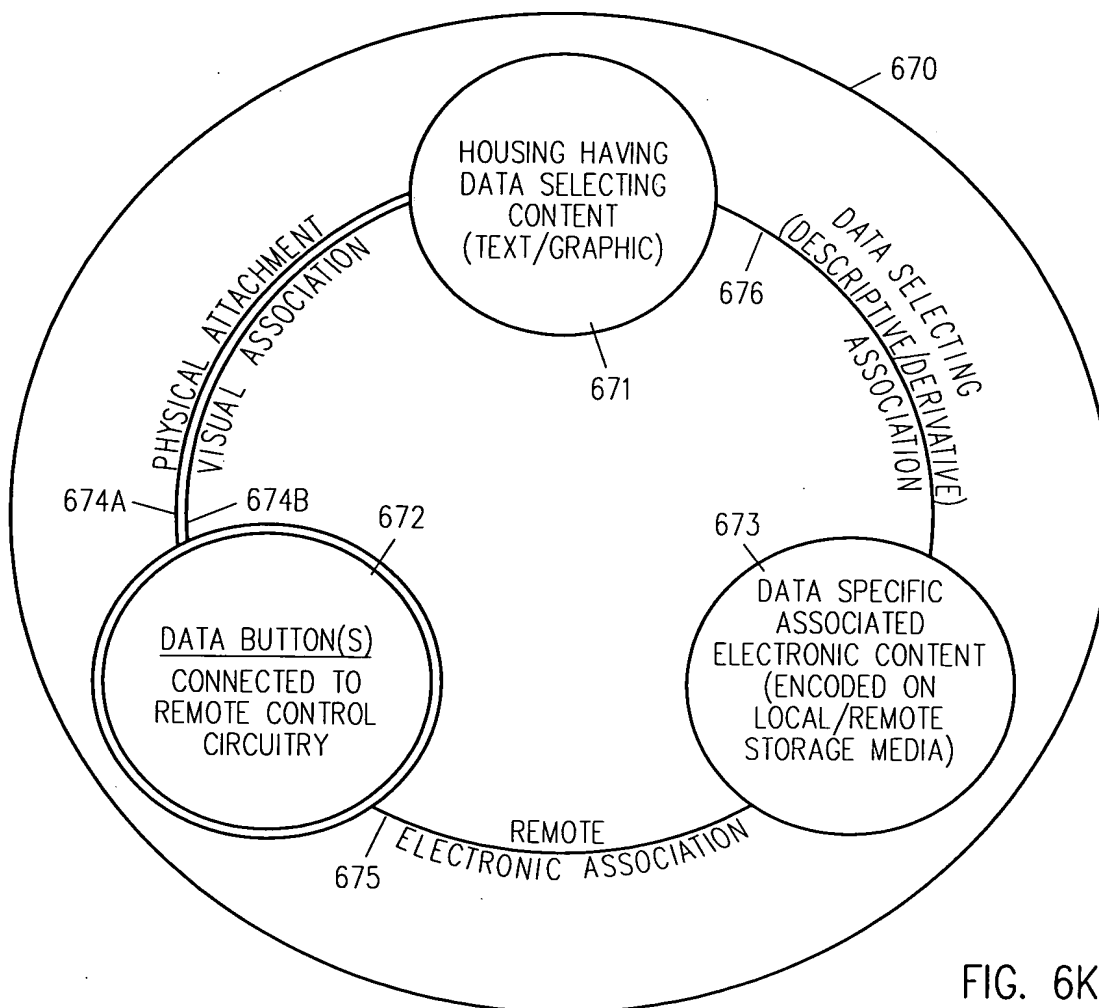 670
HOUSING HAVING
DATA SELECTING
CONTENT
(TEXT/GRAPHIC)
671
676
DATA SELECTING
(DESCRIPTIVE/DERIVATIVE)
ASSOCIATION
PHYSICAL ATTACHMENT
VISUAL ASSOCIATION
674A
674B
672
DATA BUTTON(S)
CONNECTED TO
REMOTE CONTROL
CIRCUITRY
673
DATA SPECIFIC
ASSOCIATED
ELECTRONIC CONTENT
(ENCODED ON
LOCAL/REMOTE
STORAGE MEDIA)
REMOTE
ELECTRONIC ASSOCIATION
675
FIG. 6K